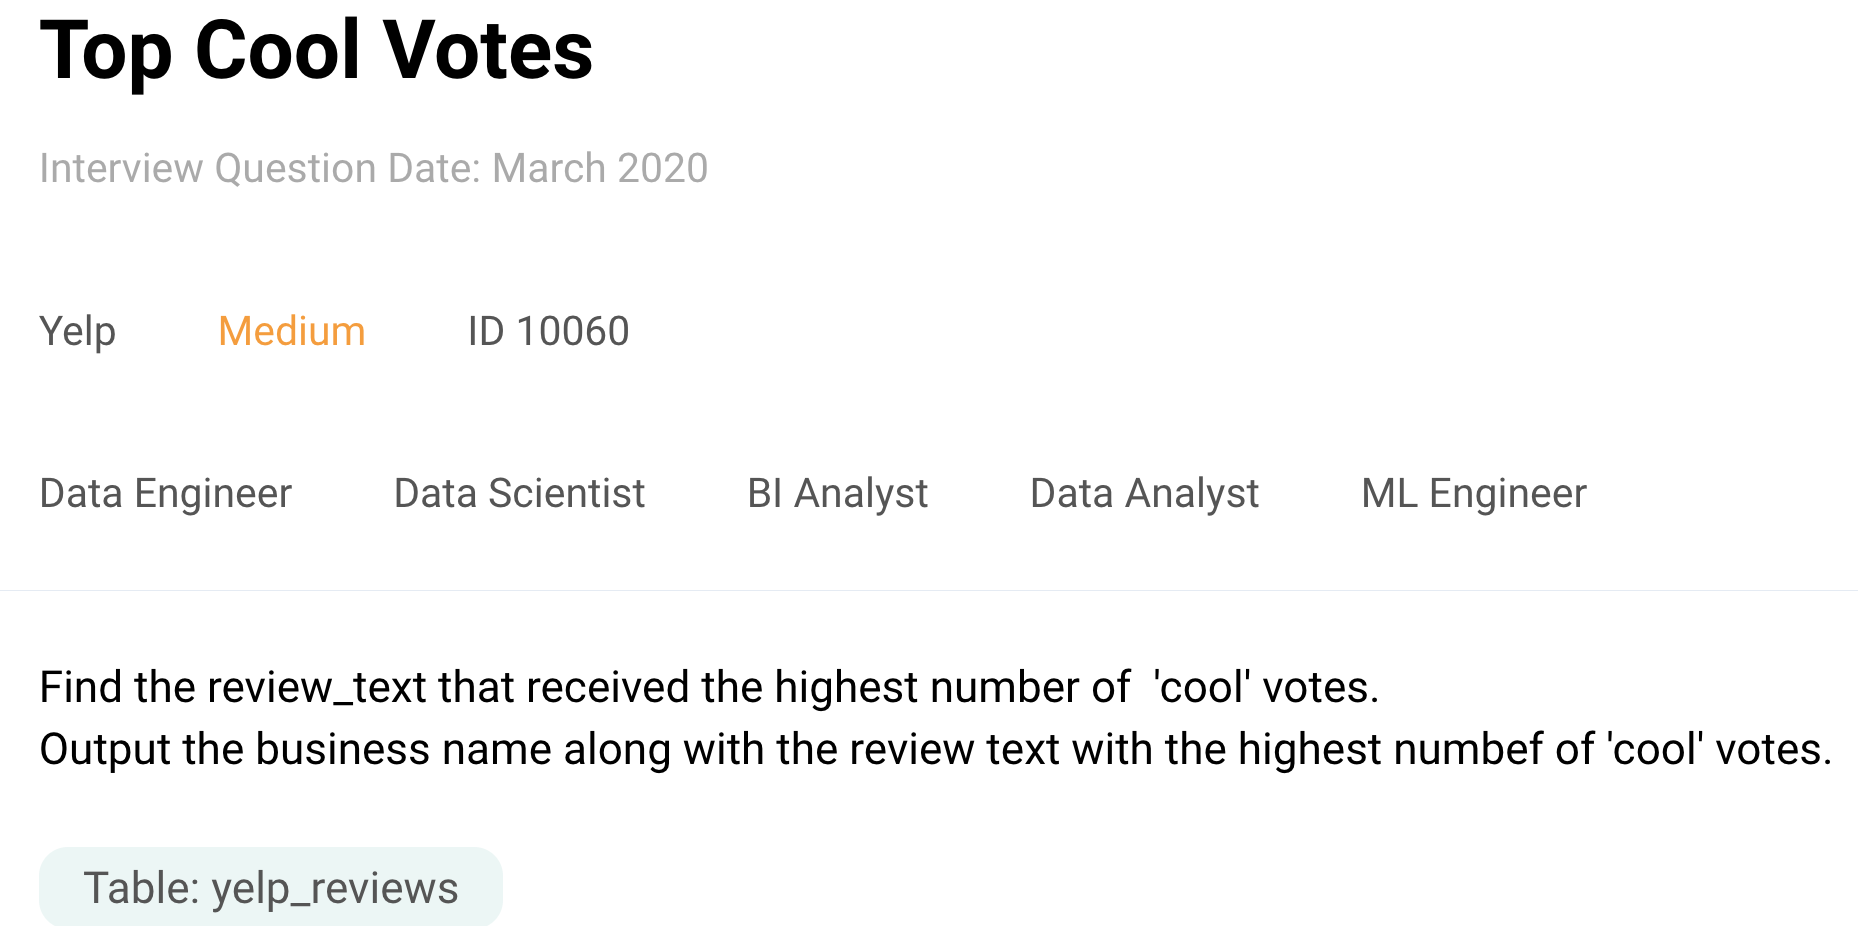 Top Cool Votes
Interview Question Date: March 2020
Yelp Medium ID 10060
Data Engineer Data Scientist BI Analyst Data Analyst ML Engineer
Find the review_text that received the highest number of  'cool' votes.
Output the business name along with the review text with the highest numbef of 'cool' votes.
Table: yelp_reviews